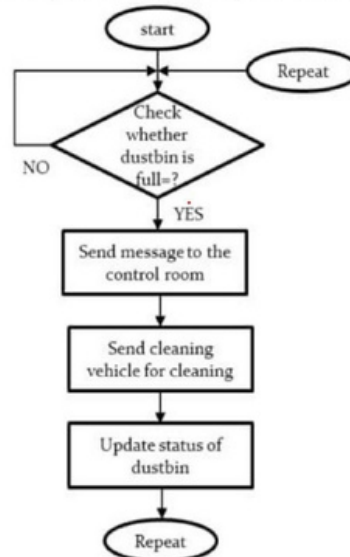 start
Repeat
Check
whether
dustbin is
full=?
NO
YES
Send message to the
control room
Send cleaning
vehicle for cleaning
Update status of
dustbin
Repeat